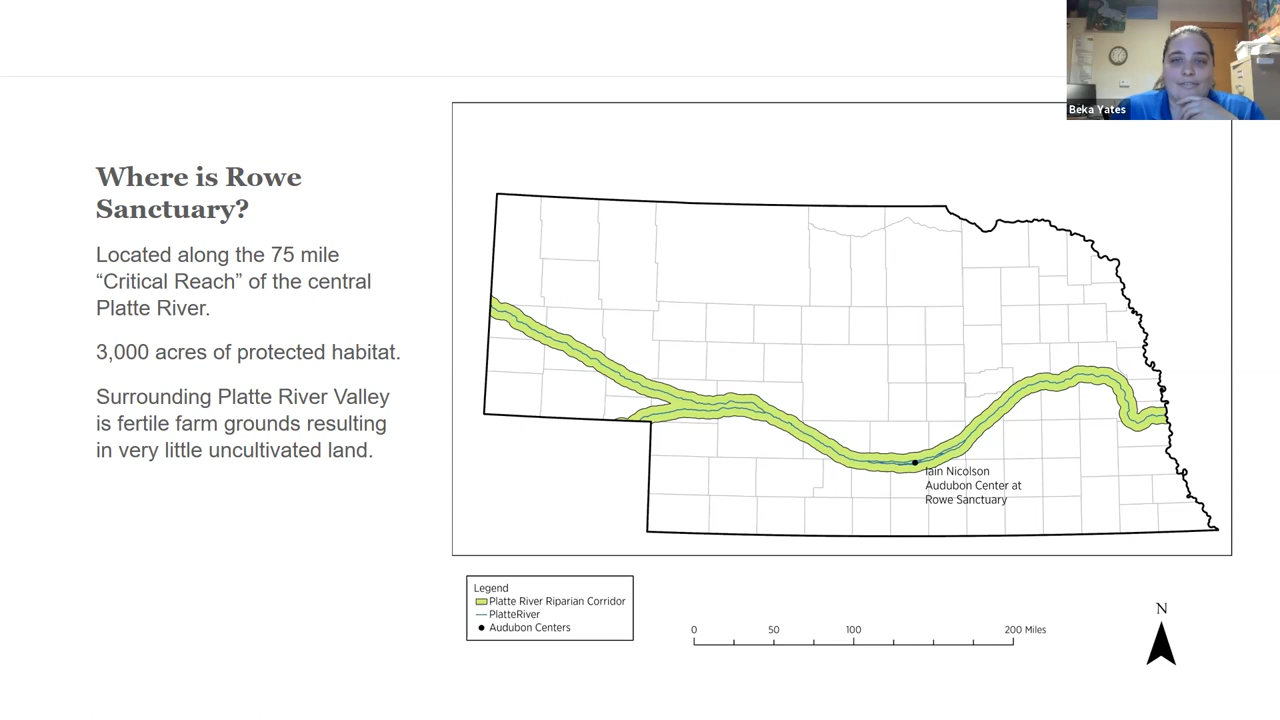 Beka Yates
Where is Rowe
Sanctuary?
Located along the 75 mile
“Critical Reach” of the central
Platte River.
3,000 acres of protected habitat.
Surrounding Platte River Valley
is fertile farm grounds resulting
in very little uncultivated land.
Iain Nicolson
Audubon Center at
Rowe Sanctuary
Legend
Platte River Riparian Corridor
PlatteRiver
Audubon Centers
0 50 100 200 Miles
N